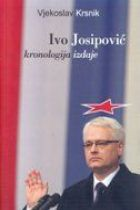 Vjekoslav Krsnik
Ivo Josipović
kronologija izdaje